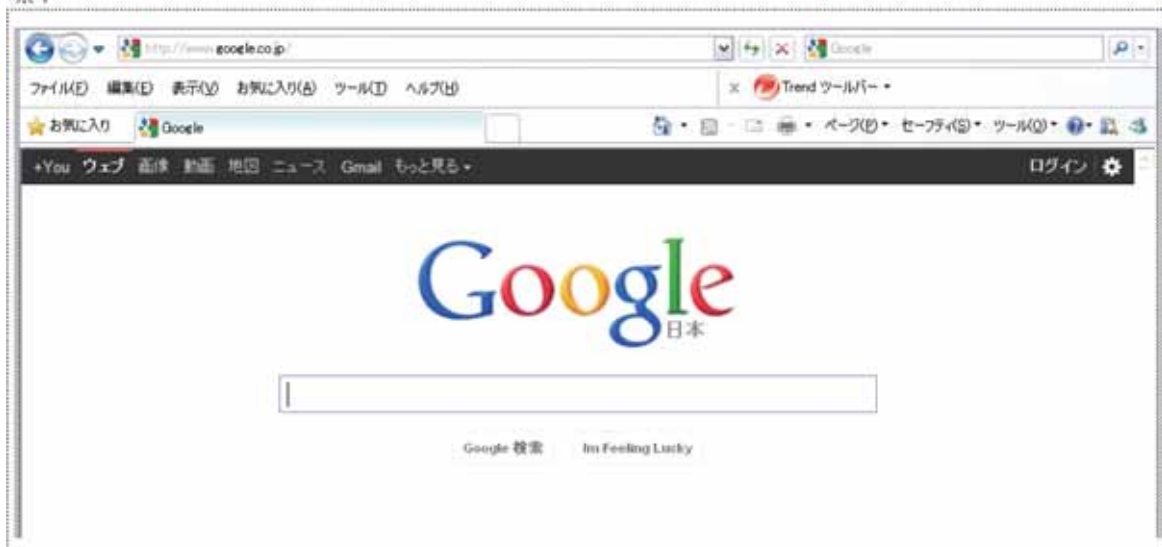 http://www.google.co.jp/ Google
ファイル(F) 編集(E) 表示(V) お気に入り(A) ツール(T) ヘルプ(H) x Trend ツールバー
お気に入り Google ページ(P) セーフティ(S) ツール(O)
+You ウェブ 画像 動画 地図 ニュース Gmail もっと見る ログイン
Google
日本
Google 検索 Im Feeling Lucky